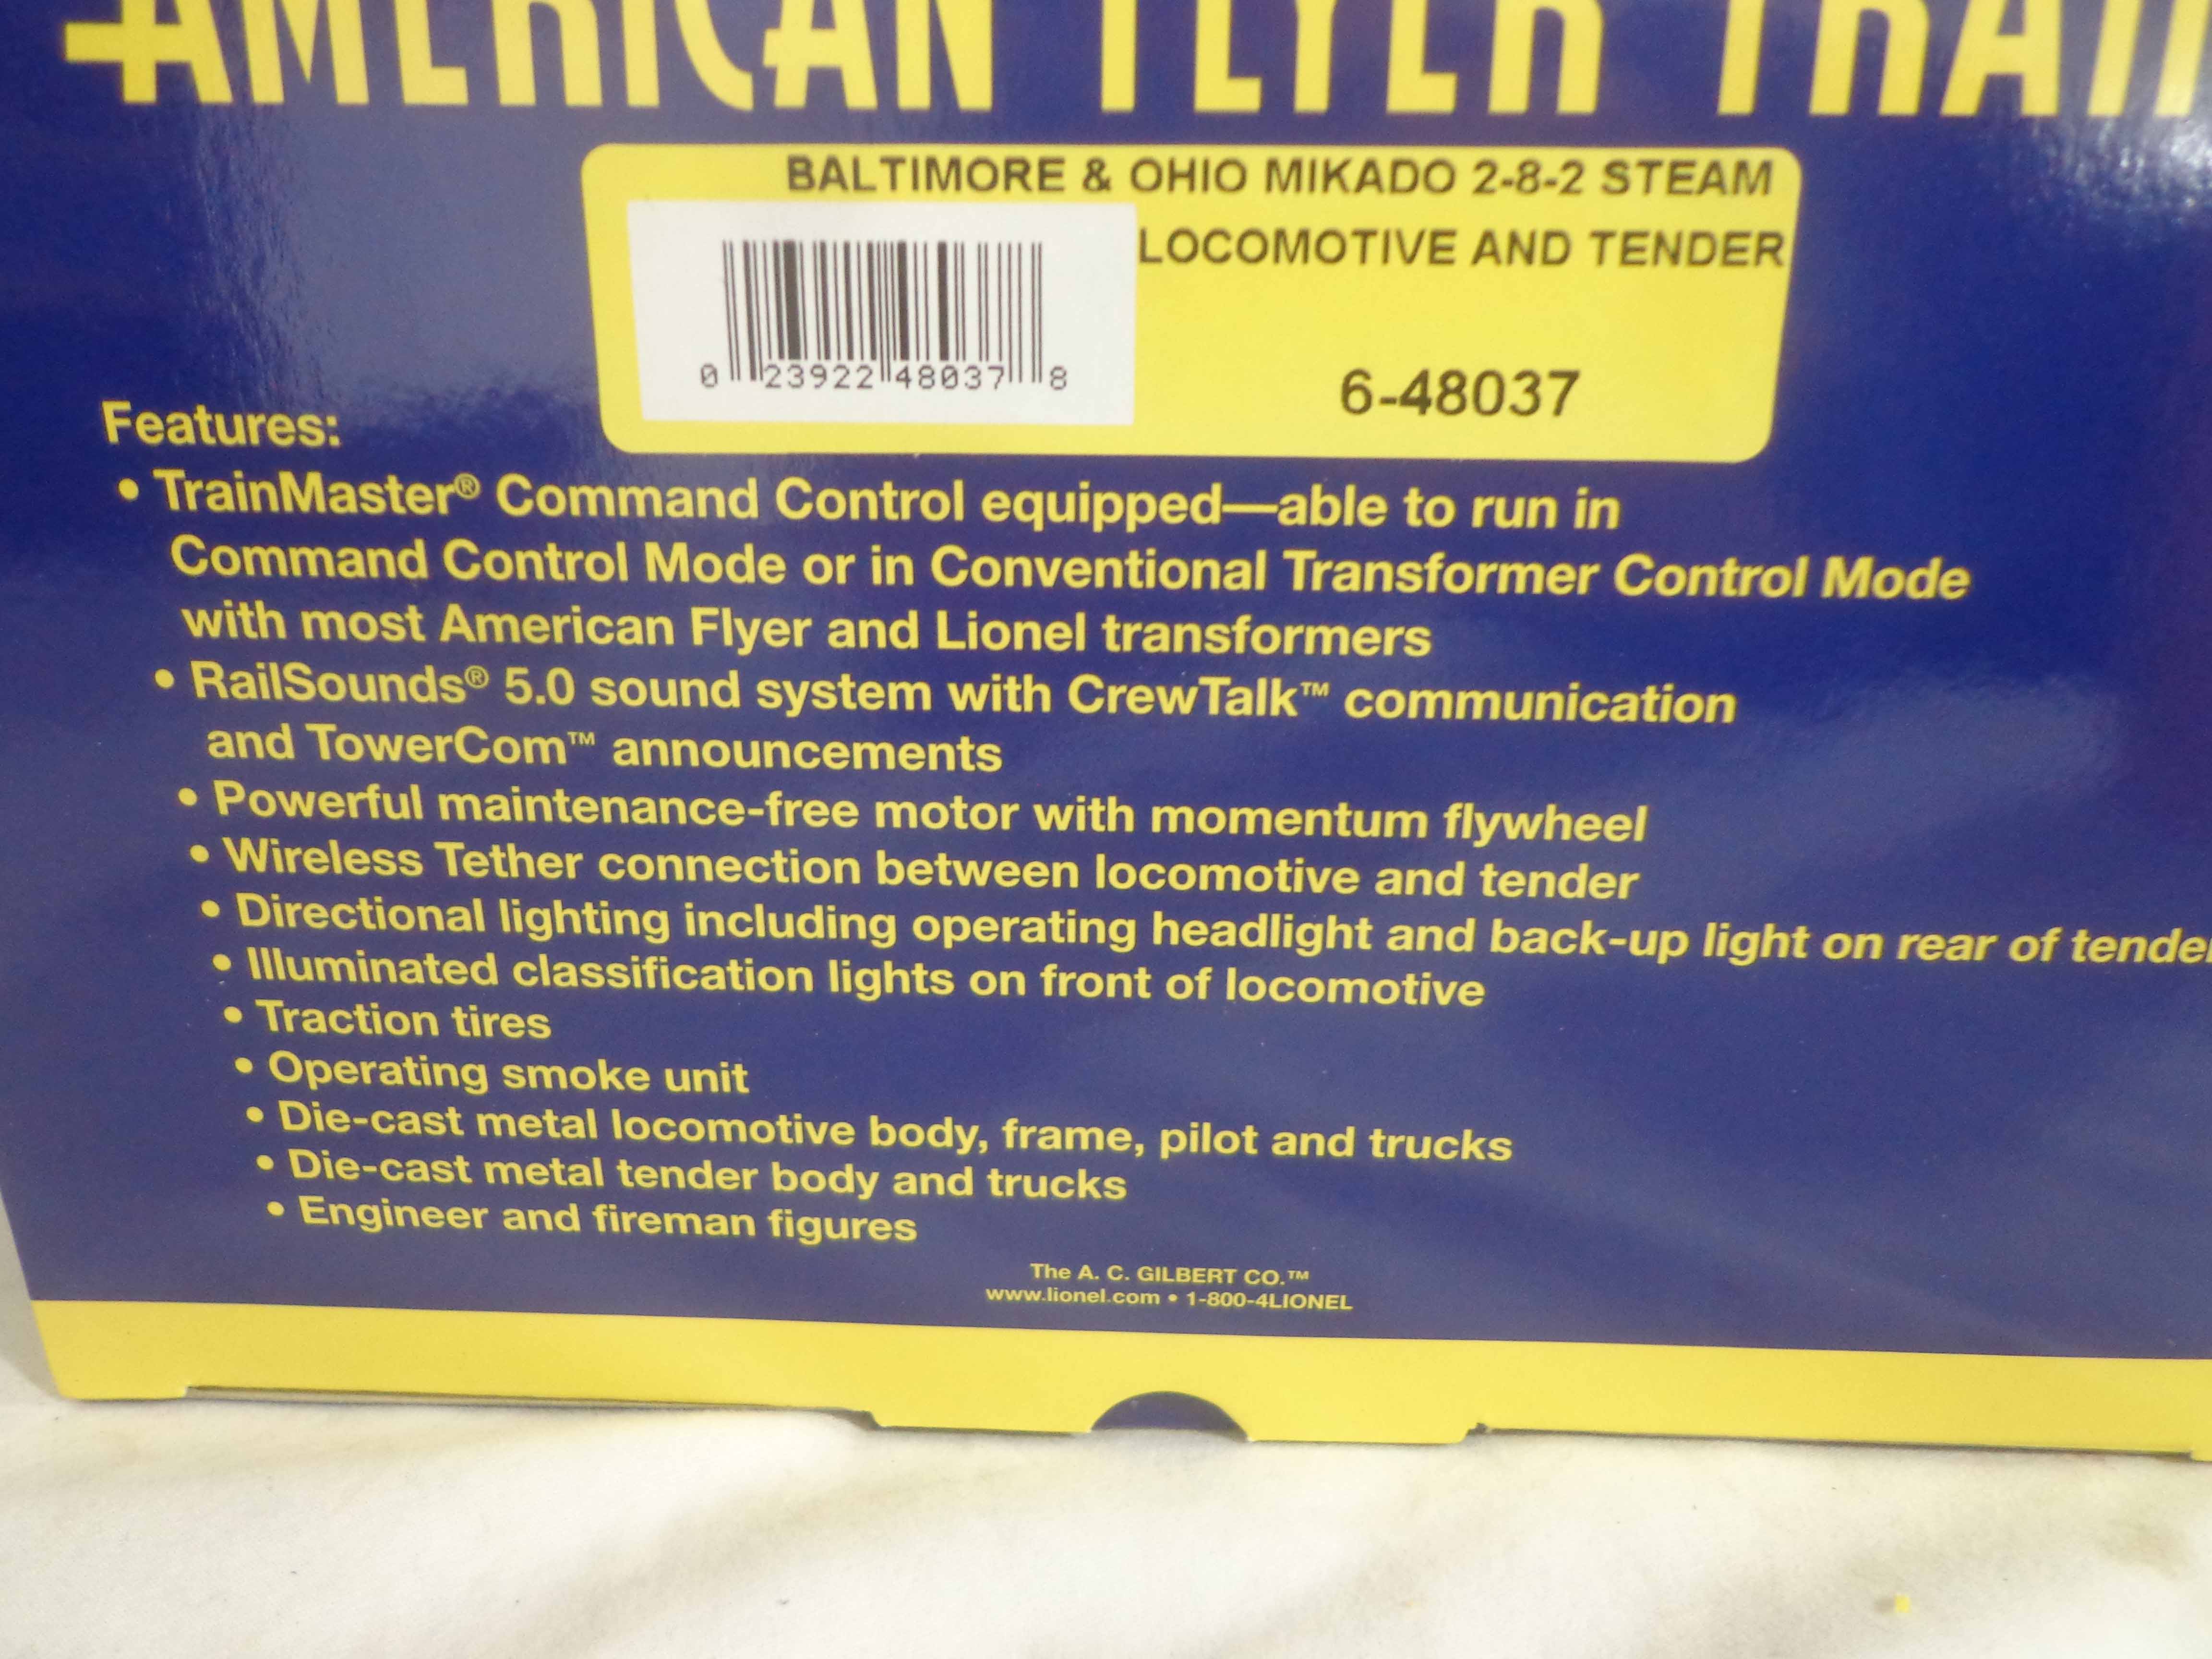 AMERICAN FLYER TRAI
BALTIMORE & OHIO MIKADO 2-8-2 STEAM
LOCOMOTIVE AND TENDER
0 23922 48037 8
6-48037
Features:
• TrainMaster® Command Control equipped—able to run in
Command Control Mode or in Conventional Transformer Control Mode
with most American Flyer and Lionel transformers
• RailSounds® 5.0 sound system with CrewTalk™ communication
and TowerCom™ announcements
• Powerful maintenance-free motor with momentum flywheel
• Wireless Tether connection between locomotive and tender
• Directional lighting including operating headlight and back-up light on rear of tender
• Illuminated classification lights on front of locomotive
• Traction tires
• Operating smoke unit
• Die-cast metal locomotive body, frame, pilot and trucks
• Die-cast metal tender body and trucks
• Engineer and fireman figures
The A. C. GILBERT CO.™
www.lionel.com • 1-800-4LIONEL